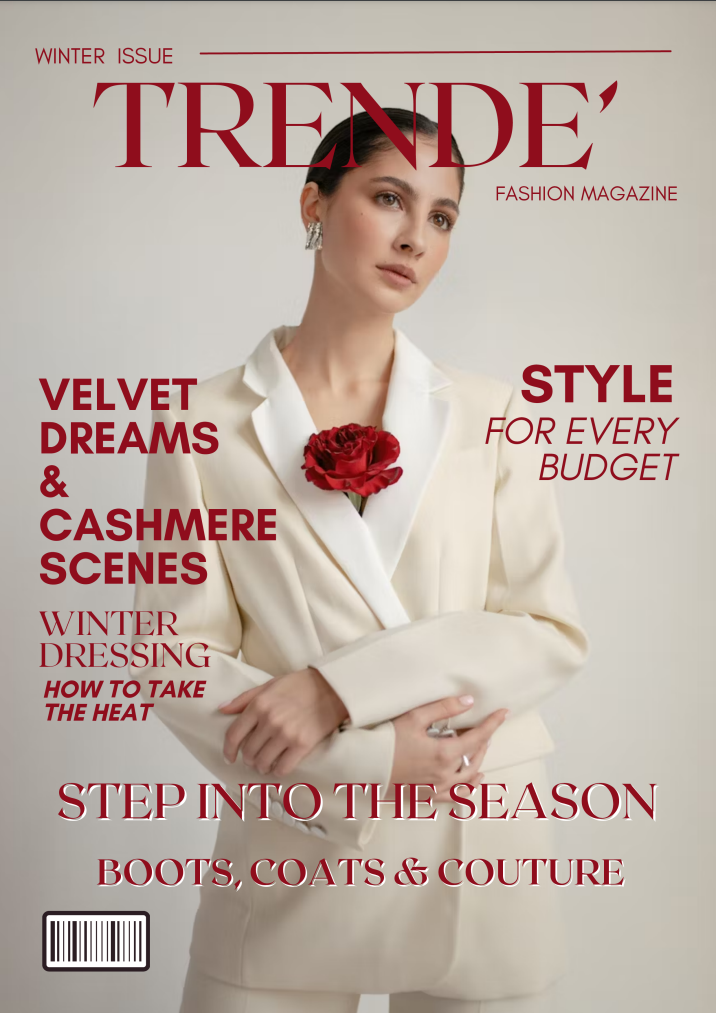 WINTER ISSUE
TRENDE'
FASHION MAGAZINE
VELVET
DREAMS
&
CASHMERE
SCENES
STYLE
FOR EVERY
BUDGET
WINTER
DRESSING
HOW TO TAKE
THE HEAT
STEP INTO THE SEASON
BOOTS, COATS & COUTURE